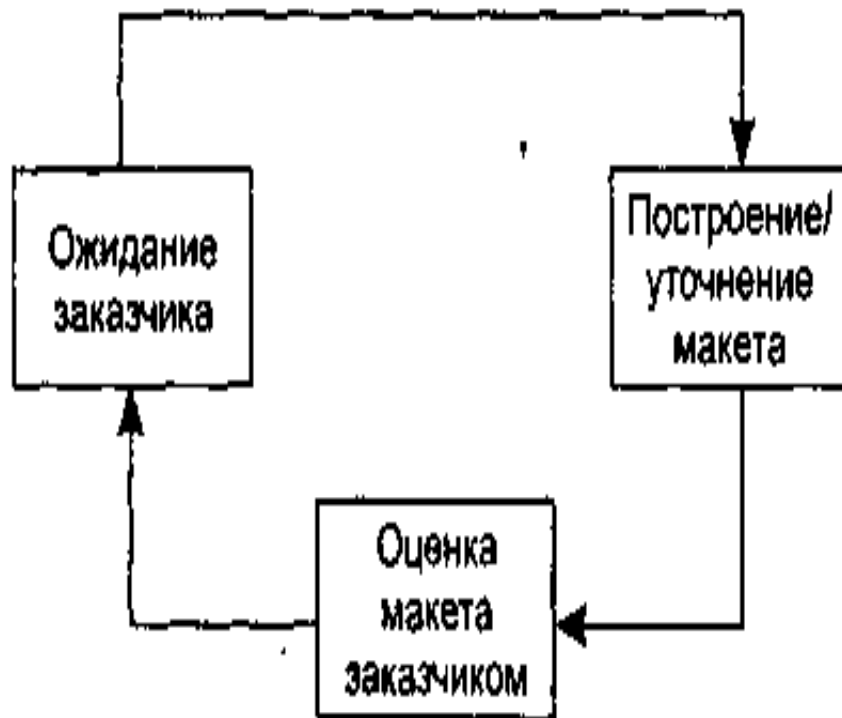 Ожидание
заказчика
Построение/
уточнение
макета
Оценка
макета
заказчиком